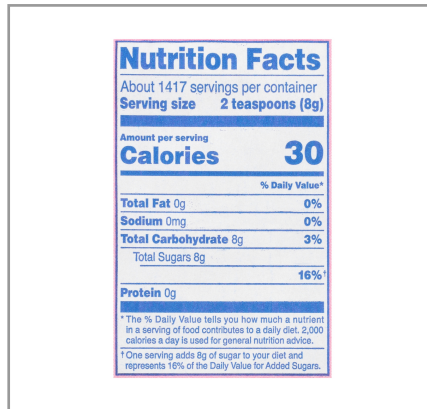 Nutrition Facts
About 1417 servings per container
Serving size 2 teaspoons (8g)
Amount per serving
Calories 30
% Daily Value*
Total Fat 0g 0%
Sodium 0mg 0%
Total Carbohydrate 8g 3%
Total Sugars 8g
16%†
Protein 0g
* The % Daily Value tells you how much a nutrient
in a serving of food contributes to a daily diet. 2,000
calories a day is used for general nutrition advice.
† One serving adds 8g of sugar to your diet and
represents 16% of the Daily Value for Added Sugars.